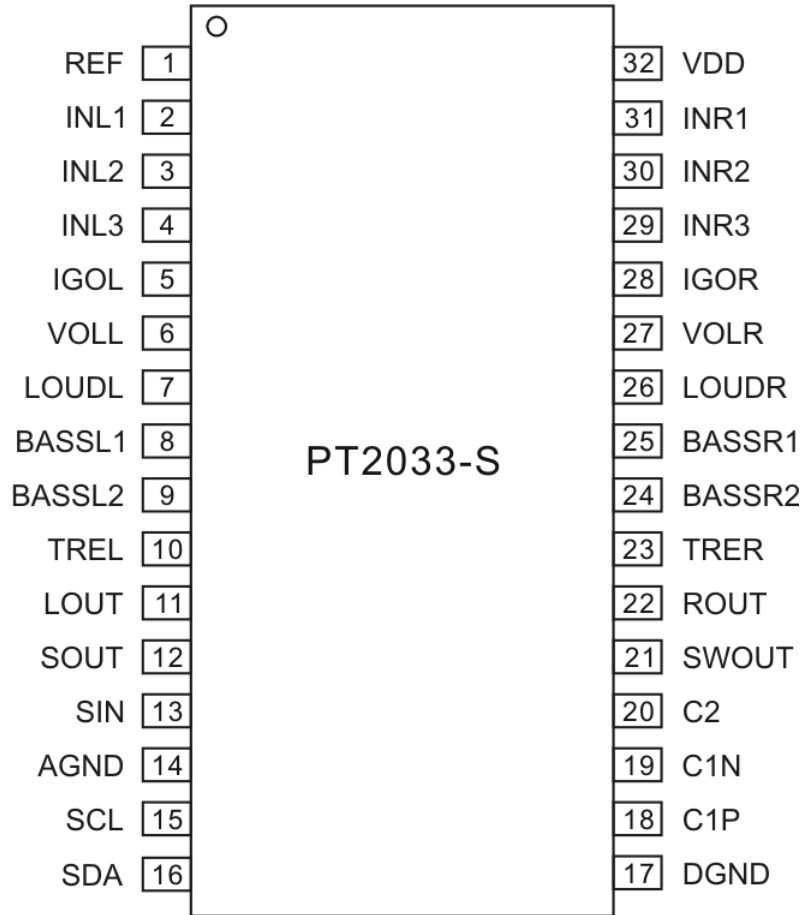 REF 1 32 VDD
INL1 2 31 INR1
INL2 3 30 INR2
INL3 4 29 INR3
IGOL 5 28 IGOR
VOLL 6 27 VOLR
LOUDL 7 26 LOUDR
BASSL1 8 25 BASSR1
PT2033-S
BASSL2 9 24 BASSR2
TREL 10 23 TRER
LOUT 11 22 ROUT
SOUT 12 21 SWOUT
SIN 13 20 C2
AGND 14 19 C1N
SCL 15 18 C1P
SDA 16 17 DGND